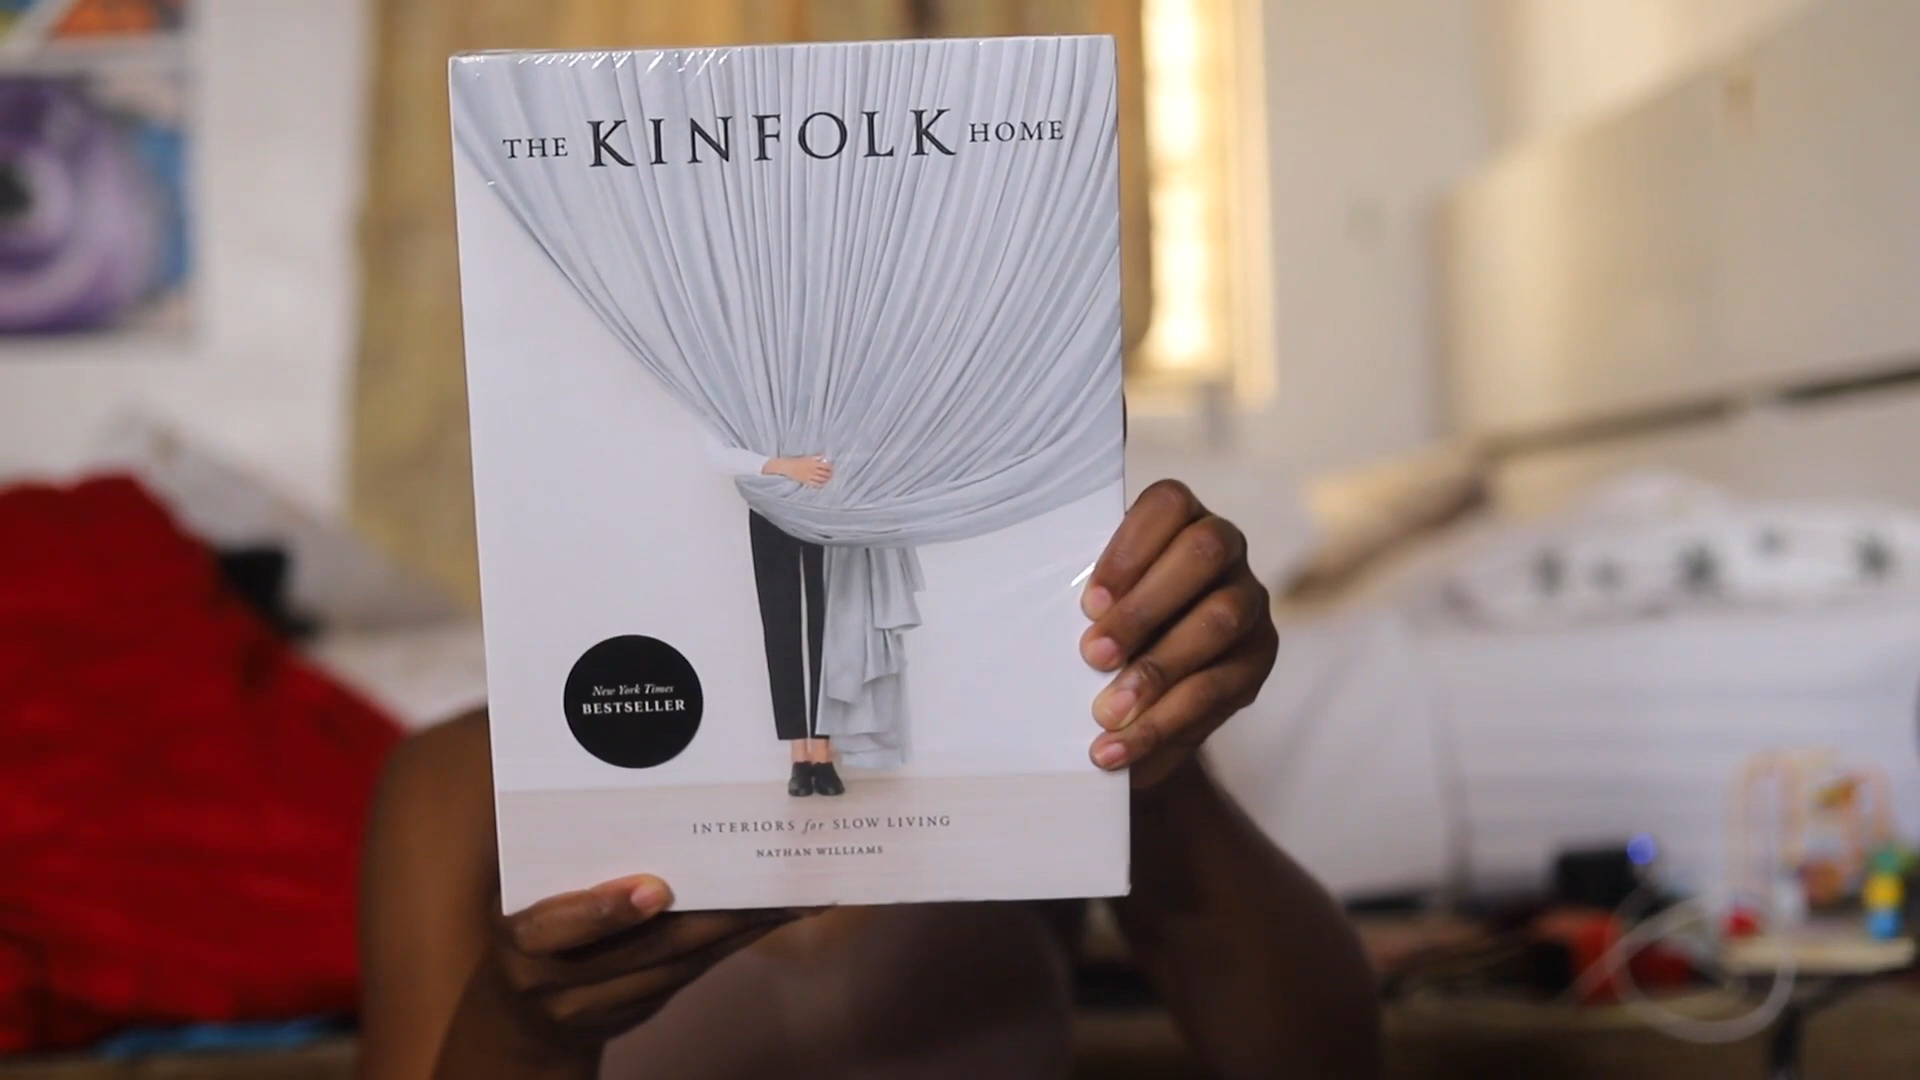 THE KINFOLK HOME
New York Times
BESTSELLER
INTERIORS for SLOW LIVING
NATHAN WILLIAMS